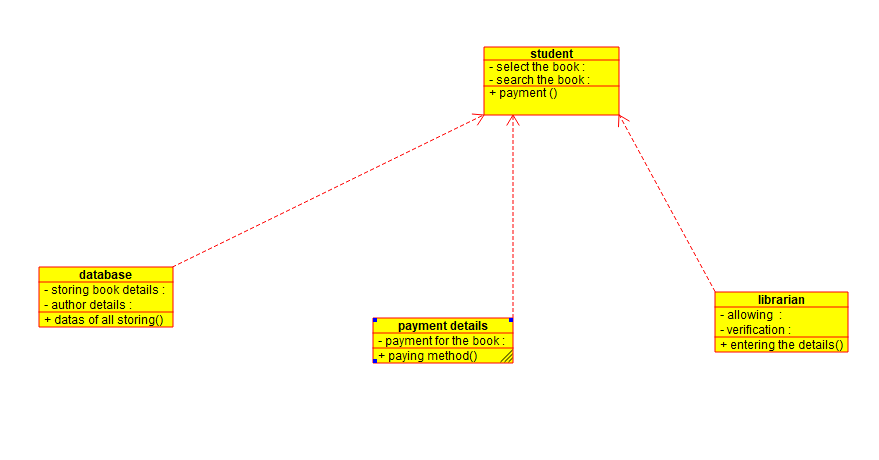 student
- select the book :
- search the book :
+ payment ()
database
- storing book details :
- author details :
+ datas of all storing()
payment details
- payment for the book :
+ paying method()
librarian
- allowing  :
- verification :
+ entering the details()